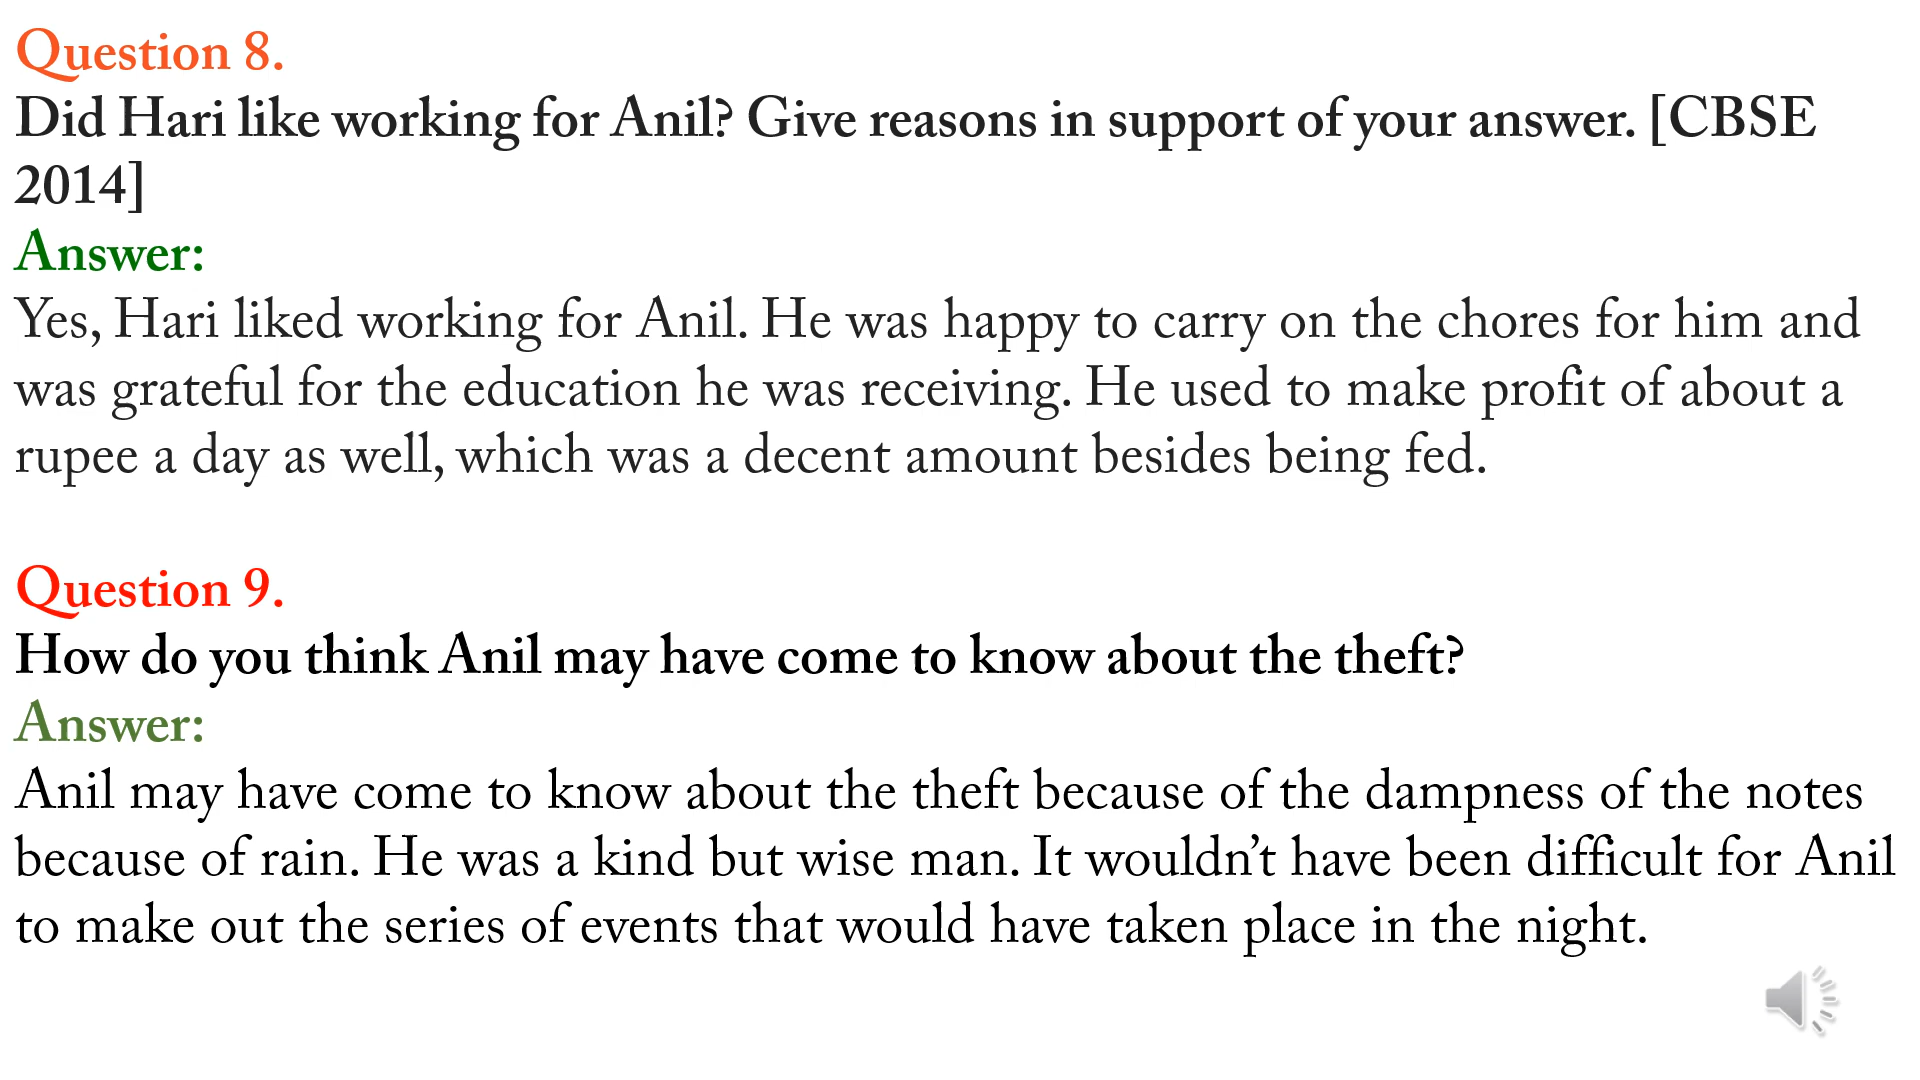 Question 8.
Did Hari like working for Anil? Give reasons in support of your answer. [CBSE
2014]
Answer:
Yes, Hari liked working for Anil. He was happy to carry on the chores for him and
was grateful for the education he was receiving. He used to make profit of about a
rupee a day as well, which was a decent amount besides being fed.
Question 9.
How do you think Anil may have come to know about the theft?
Answer:
Anil may have come to know about the theft because of the dampness of the notes
because of rain. He was a kind but wise man. It wouldn’t have been difficult for Anil
to make out the series of events that would have taken place in the night.